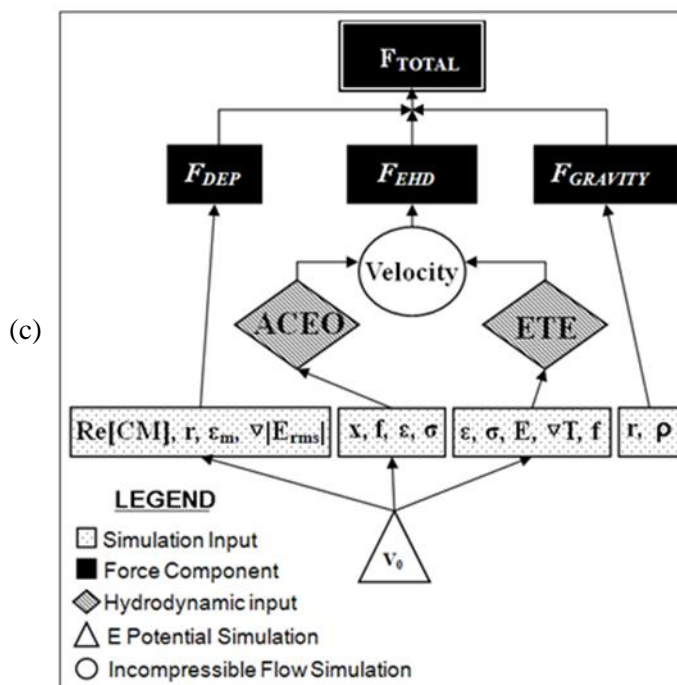 F_TOTAL
F_DEP F_EHD F_GRAVITY
Velocity
ACEO ETE
(c)
Re[CM], r, ε_m, ▽|E_rms| x, f, ε, σ ε, σ, E, ▽T, f r, ρ
V_0
LEGEND
Simulation Input
Force Component
Hydrodynamic input
E Potential Simulation
Incompressible Flow Simulation